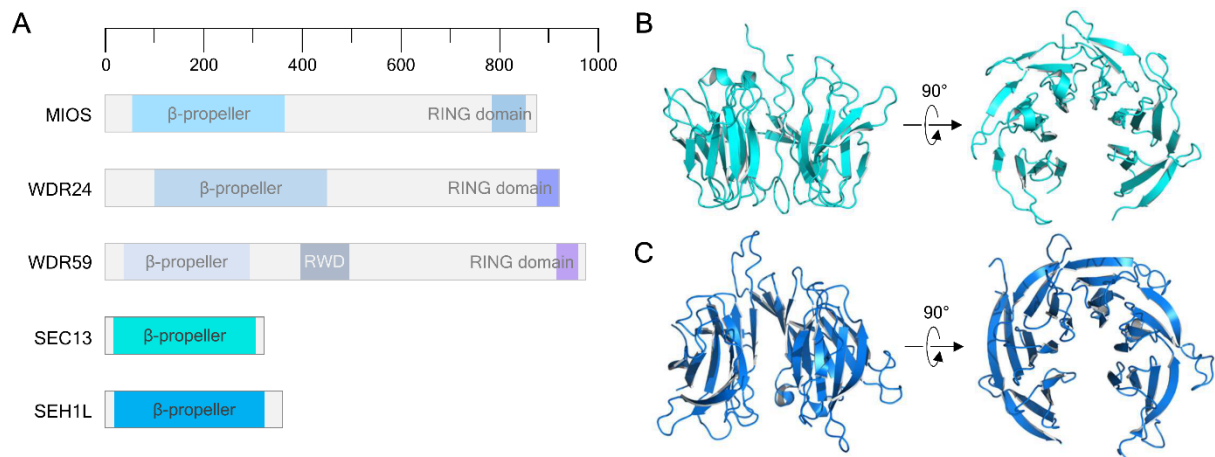 A
0 200 400 600 800 1000
MIOS β-propeller RING domain
WDR24 β-propeller RING domain
WDR59 β-propeller RWD RING domain
SEC13 β-propeller
SEH1L β-propeller
B
90°
C
90°